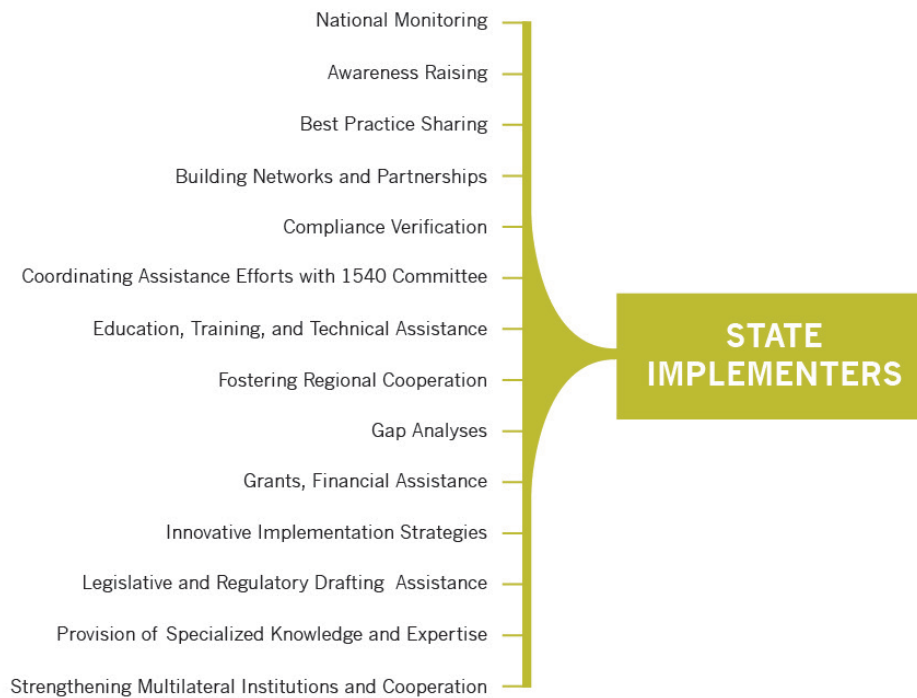 National Monitoring
Awareness Raising
Best Practice Sharing
Building Networks and Partnerships
Compliance Verification
Coordinating Assistance Efforts with 1540 Committee
Education, Training, and Technical Assistance
Fostering Regional Cooperation
Gap Analyses
Grants, Financial Assistance
Innovative Implementation Strategies
Legislative and Regulatory Drafting Assistance
Provision of Specialized Knowledge and Expertise
Strengthening Multilateral Institutions and Cooperation
STATE
IMPLEMENTERS